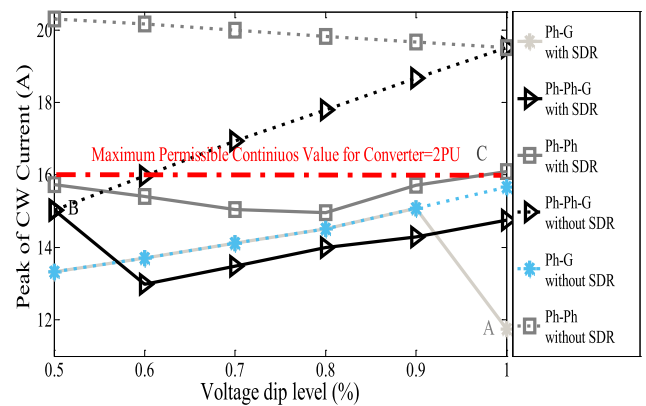 Peak of CW Current (A)
20
18
16
14
12
Maximum Permissible Continiuos Value for Converter=2PU
C
B
A
0.5
0.6
0.7
0.8
0.9
1
Voltage dip level (%)
Ph-G
with SDR
Ph-Ph-G
with SDR
Ph-Ph
with SDR
Ph-Ph-G
without SDR
Ph-G
without SDR
Ph-Ph
without SDR